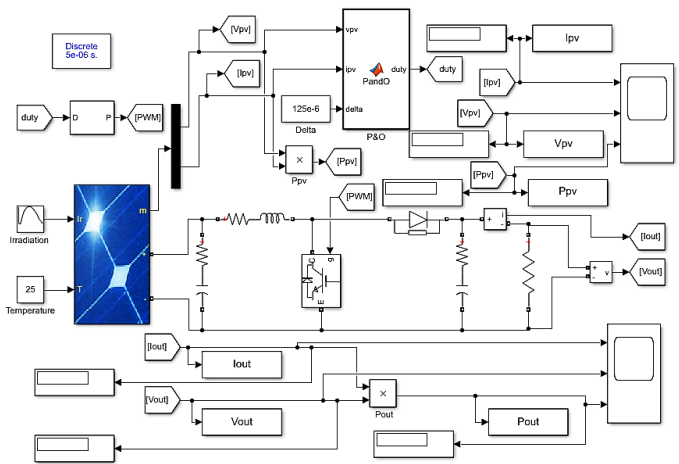 Discrete
5e-06 s.
[Vpv]
[Ipv]
vpv
ipv
delta
duty
PandO
P&O
duty
125e-6
Delta
Ipv
[Ipv]
[Vpv]
Vpv
[Ppv]
Ppv
duty
D
P
[PWM]
×
Ppv
[Ppv]
[PWM]
Ir
m
+
T
-
Irradiation
25
Temperature
+
g
C
E
+
+
+
i
-
+
[Iout]
+
-
v
[Vout]
[Iout]
Iout
[Vout]
Vout
×
Pout
Pout